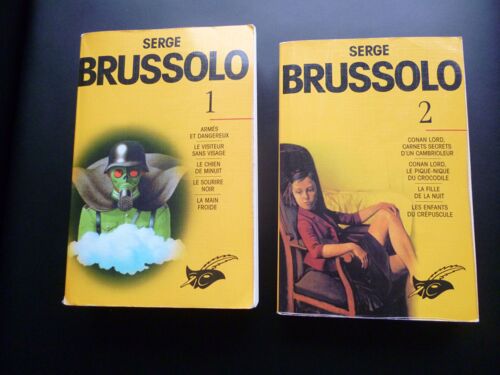 SERGE
BRUSSOLO
1
ARMÉS
ET DANGEREUX
LE VISITEUR
SANS VISAGE
LE CHIEN
DE MINUIT
LE SOURIRE
NOIR
LA MAIN
FROIDE
SERGE
BRUSSOLO
2
CONAN LORD,
CARNETS SECRETS
D'UN CAMBRIOLEUR
CONAN LORD,
LE PIQUE-NIQUE
DU CROCODILE
LA FILLE
DE LA NUIT
LES ENFANTS
DU CRÉPUSCULE